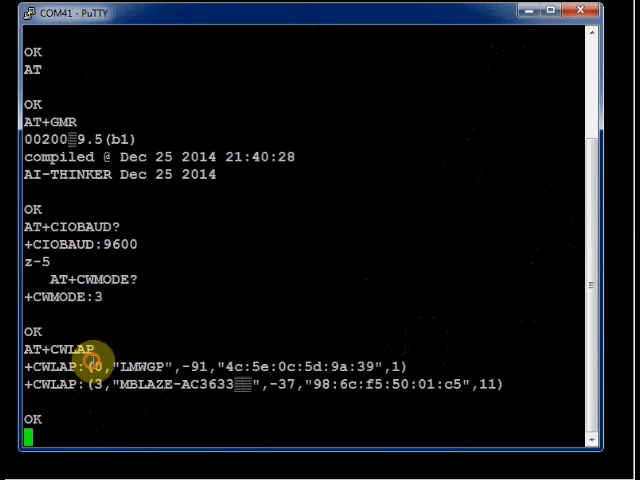 COM41 - PuTTY
OK
AT
OK
AT+GMR
00200▒9.5(b1)
compiled @ Dec 25 2014 21:40:28
AI-THINKER Dec 25 2014
OK
AT+CIOBAUD?
+CIOBAUD:9600
z-5
AT+CWMODE?
+CWMODE:3
OK
AT+CWLAP
+CWLAP:(0,"LMWGP",-91,"4c:5e:0c:5d:9a:39",1)
+CWLAP:(3,"MBLAZE-AC3633▒▒",-37,"98:6c:f5:50:01:c5",11)
OK